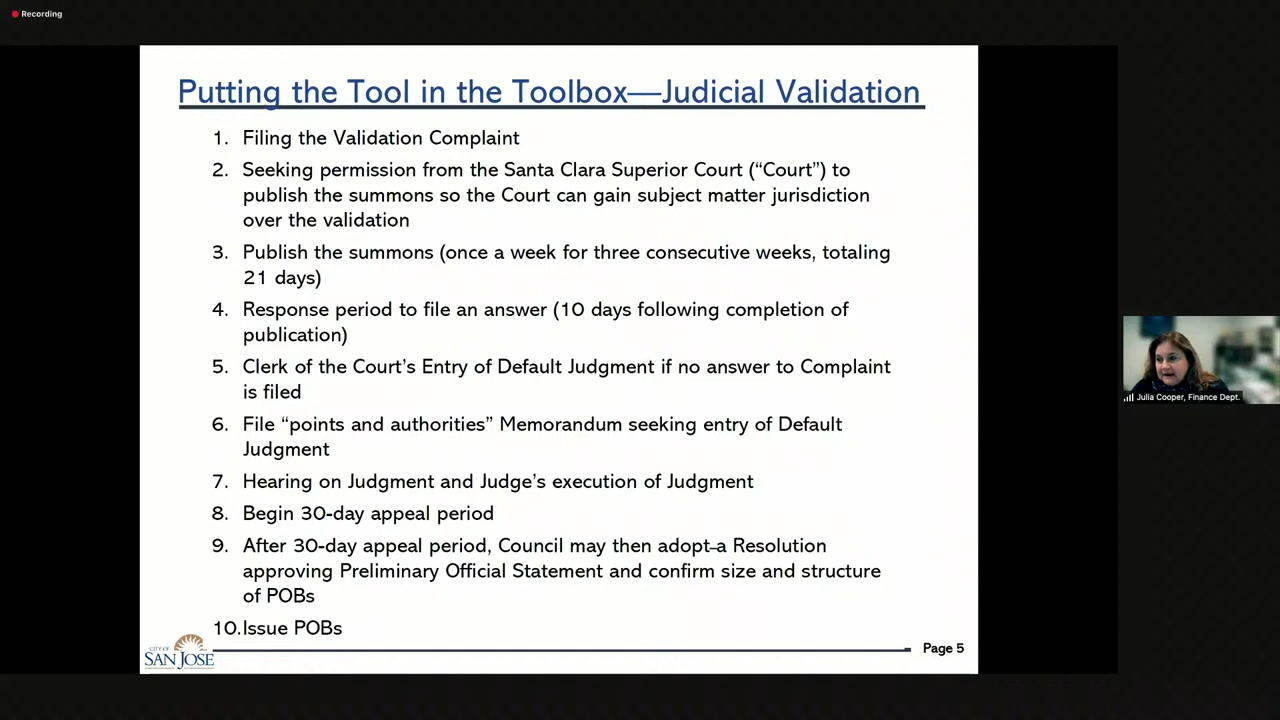 Recording
Putting the Tool in the Toolbox—Judicial Validation
1. Filing the Validation Complaint
2. Seeking permission from the Santa Clara Superior Court (“Court”) to
publish the summons so the Court can gain subject matter jurisdiction
over the validation
3. Publish the summons (once a week for three consecutive weeks, totaling
21 days)
4. Response period to file an answer (10 days following completion of
publication)
5. Clerk of the Court’s Entry of Default Judgment if no answer to Complaint
is filed
6. File “points and authorities” Memorandum seeking entry of Default
Judgment
7. Hearing on Judgment and Judge’s execution of Judgment
8. Begin 30-day appeal period
9. After 30-day appeal period, Council may then adopt a Resolution
approving Preliminary Official Statement and confirm size and structure
of POBs
10. Issue POBs
CITY OF
SAN JOSE
Page 5
Julia Cooper, Finance Dept.